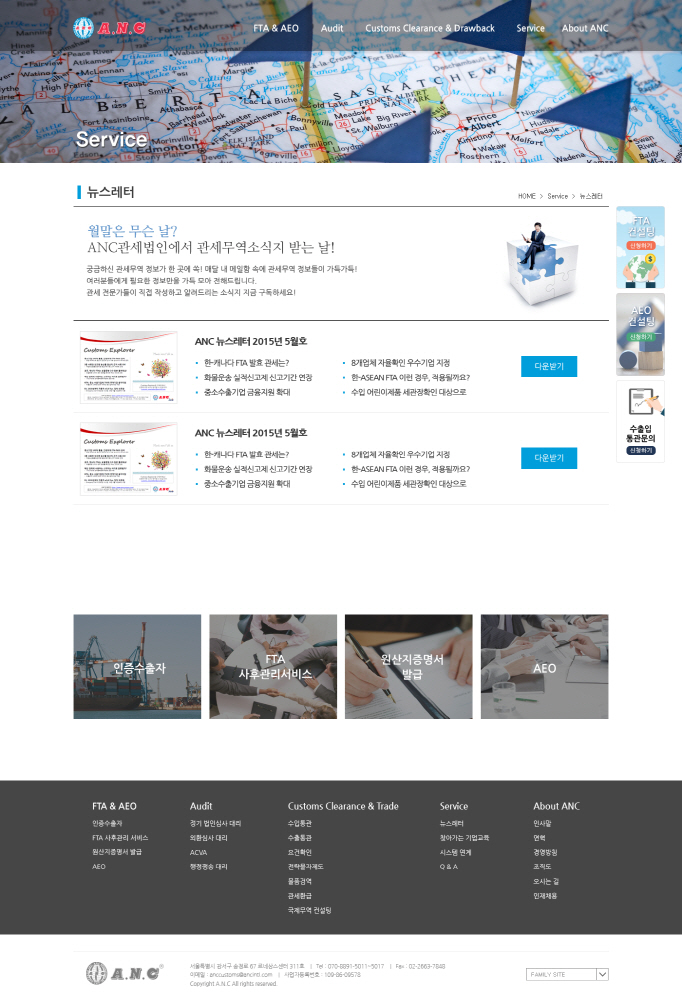 A.N.C
FTA & AEO
Audit
Customs Clearance & Drawback
Service
About ANC
ALBERTA
SASKATCHEWAN
Service
뉴스레터
HOME > Service > 뉴스레터
월말은 무슨 날?
ANC관세법인에서 관세무역소식지 받는 날!
궁금하신 관세무역 정보가 한 곳에 쏙! 매달 내 메일함 속에 관세무역 정보들이 가득가득!
여러분들에게 필요한 정보만을 가득 모아 전해드립니다.
관세 전문가들이 직접 작성하고 알려드리는 소식지 지금 구독하세요!
FTA
컨설팅
신청하기
AEO
컨설팅
신청하기
수출입
통관문의
신청하기
Customs Explorer
ANC 뉴스레터 2015년 5월호
한-캐나다 FTA 발효 관세는?
화물운송 실적신고제 신고기간 연장
중소수출기업 금융지원 확대
8개업체 자율확인 우수기업 지정
한-ASEAN FTA 이런 경우, 적용될까요?
수입 어린이제품 세관장확인 대상으로
다운받기
Customs Explorer
ANC 뉴스레터 2015년 5월호
한-캐나다 FTA 발효 관세는?
화물운송 실적신고제 신고기간 연장
중소수출기업 금융지원 확대
8개업체 자율확인 우수기업 지정
한-ASEAN FTA 이런 경우, 적용될까요?
수입 어린이제품 세관장확인 대상으로
다운받기
인증수출자
FTA
사후관리서비스
원산지증명서
발급
AEO
FTA & AEO
인증수출자
FTA 사후관리 서비스
원산지증명서 발급
AEO
Audit
정기 법인심사 대리
외환심사 대리
ACVA
행정쟁송 대리
Customs Clearance & Trade
수입통관
수출통관
요건확인
전략물자제도
물품검역
관세환급
국제무역 컨설팅
Service
뉴스레터
찾아가는 기업교육
시스템 연계
Q & A
About ANC
인사말
연혁
경영방침
조직도
오시는 길
인재채용
A.N.C
서울특별시 강서구 공항로 67 르네상스센터 311호 | Tel : 070-8891-5011~5017 | Fax : 02-2663-7848
이메일 : anccustoms@ancintl.com | 사업자등록번호 : 109-86-09578
Copyright A.N.C All rights reserved.
FAMILY SITE